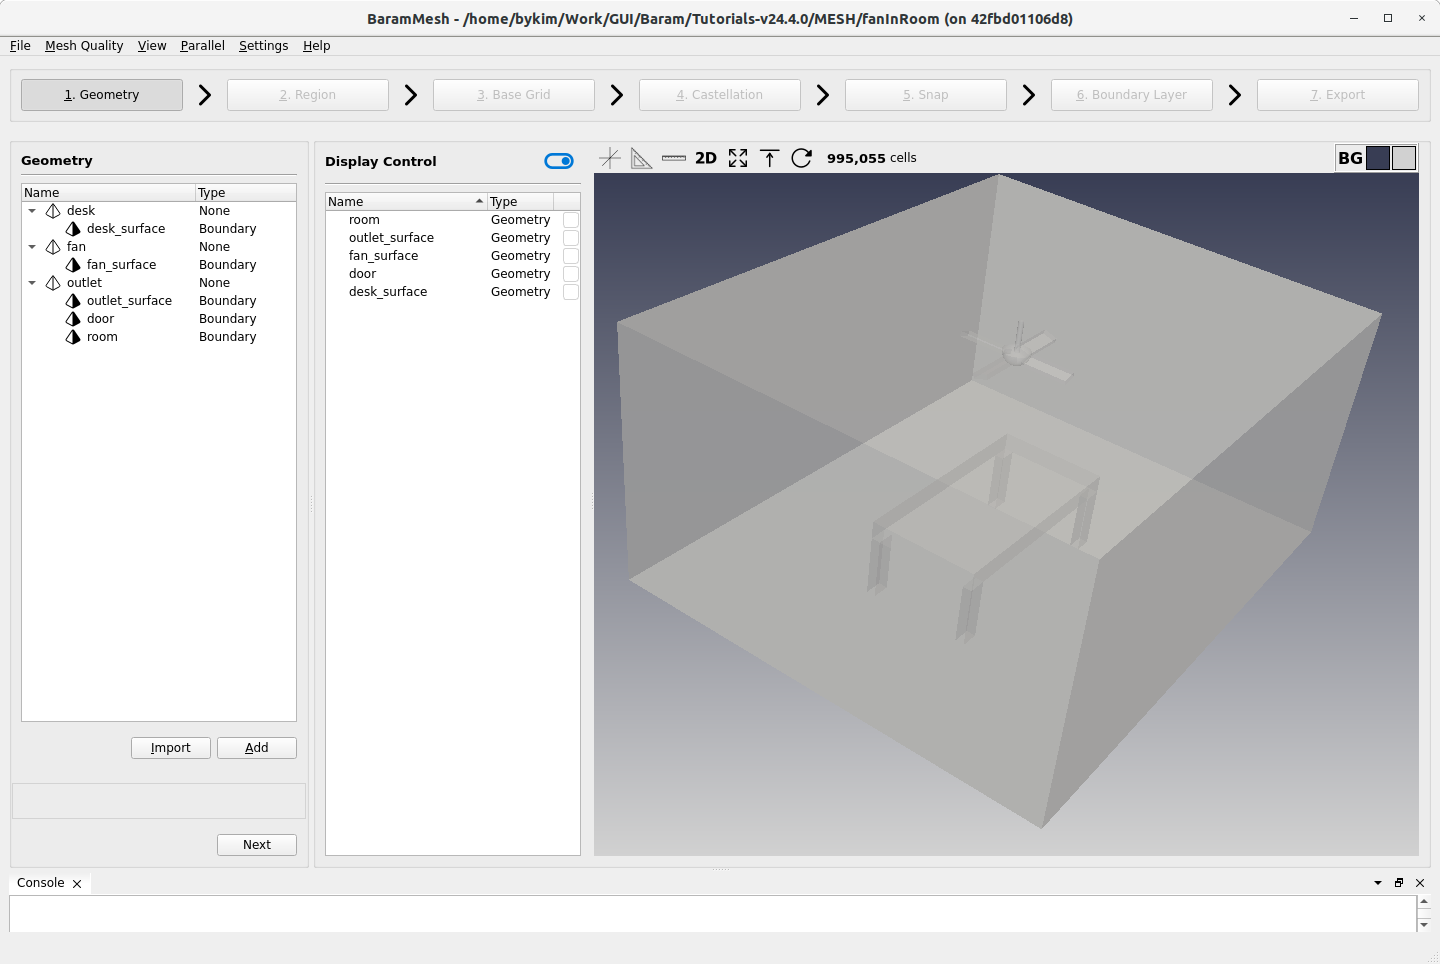 BaramMesh - /home/bykim/Work/GUI/Baram/Tutorials-v24.4.0/MESH/fanInRoom (on 42fbd01106d8)
File Mesh Quality View Parallel Settings Help
1. Geometry 2. Region 3. Base Grid 4. Castellation 5. Snap 6. Boundary Layer 7. Export
Geometry
Name Type
desk None
desk_surface Boundary
fan None
fan_surface Boundary
outlet None
outlet_surface Boundary
door Boundary
room Boundary
Import Add
Next
Display Control
Name Type
room Geometry
outlet_surface Geometry
fan_surface Geometry
door Geometry
desk_surface Geometry
2D 995,055 cells BG
Console